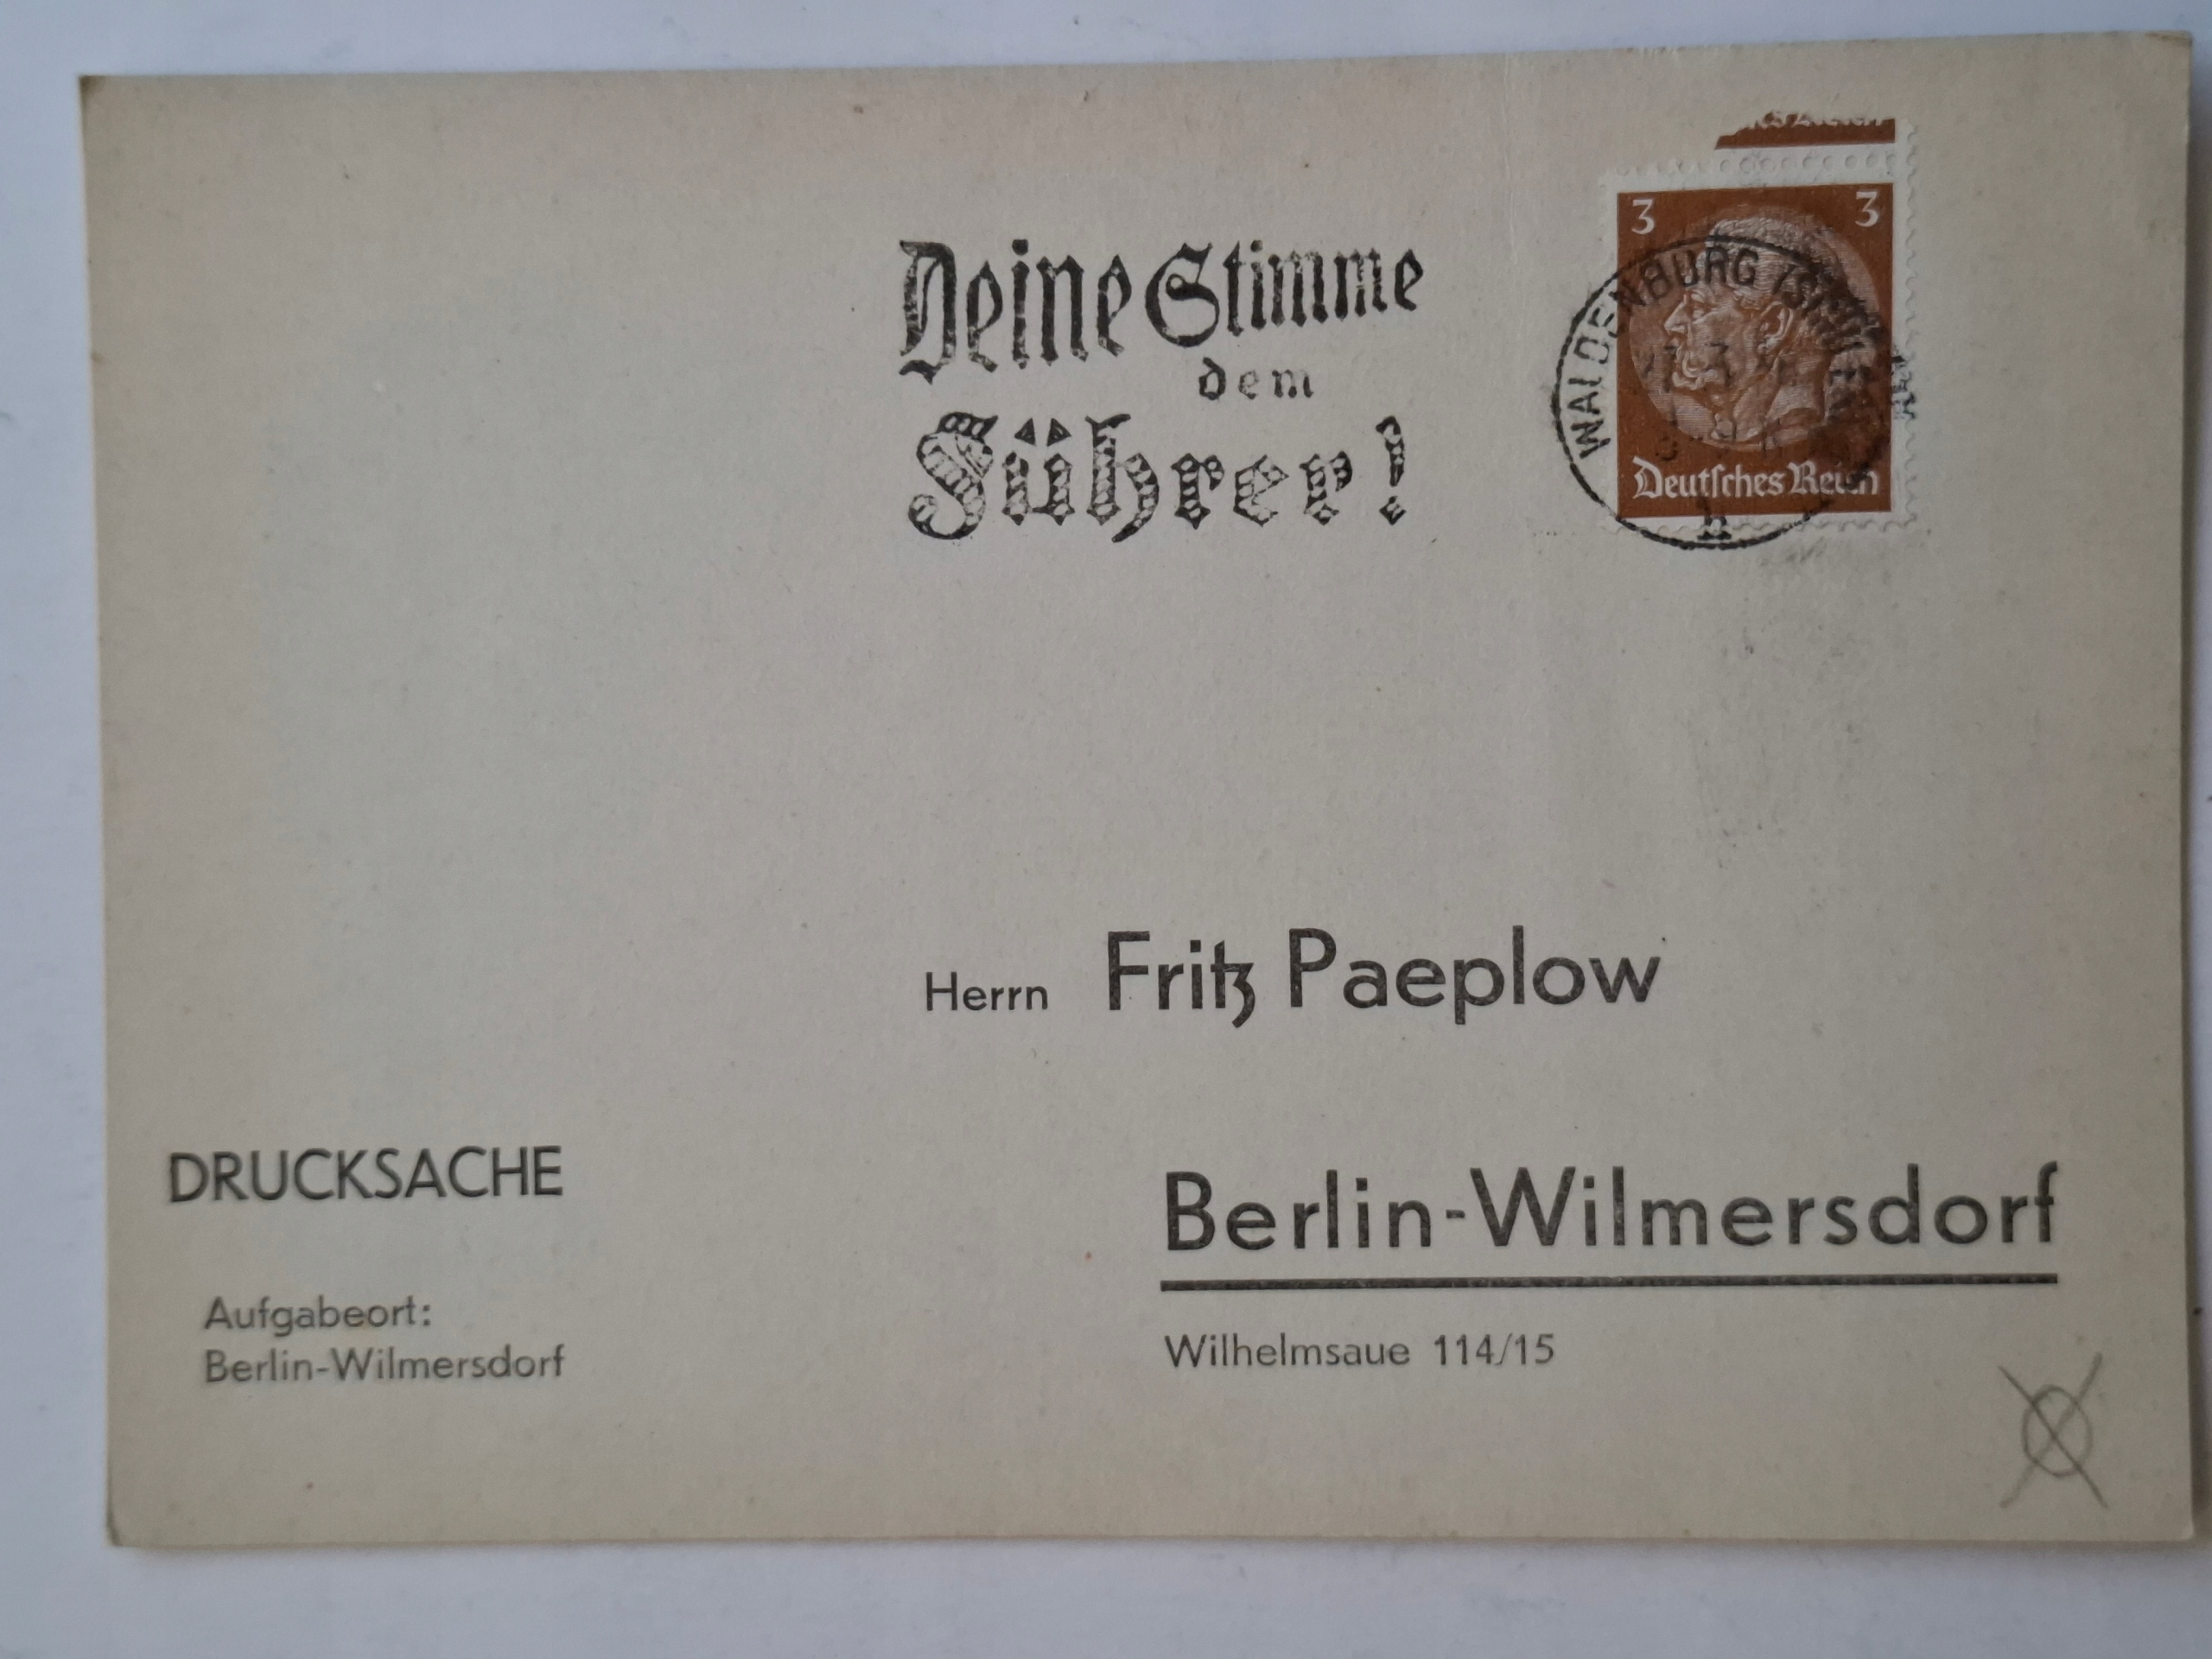 Deine Stimme
dem
Führer!
3 3
WALDENBURG (SCHLES)
h
Deutsches Reich
Herrn Fritz Paeplow
Berlin-Wilmersdorf
Wilhelmsaue 114/15
DRUCKSACHE
Aufgabeort:
Berlin-Wilmersdorf